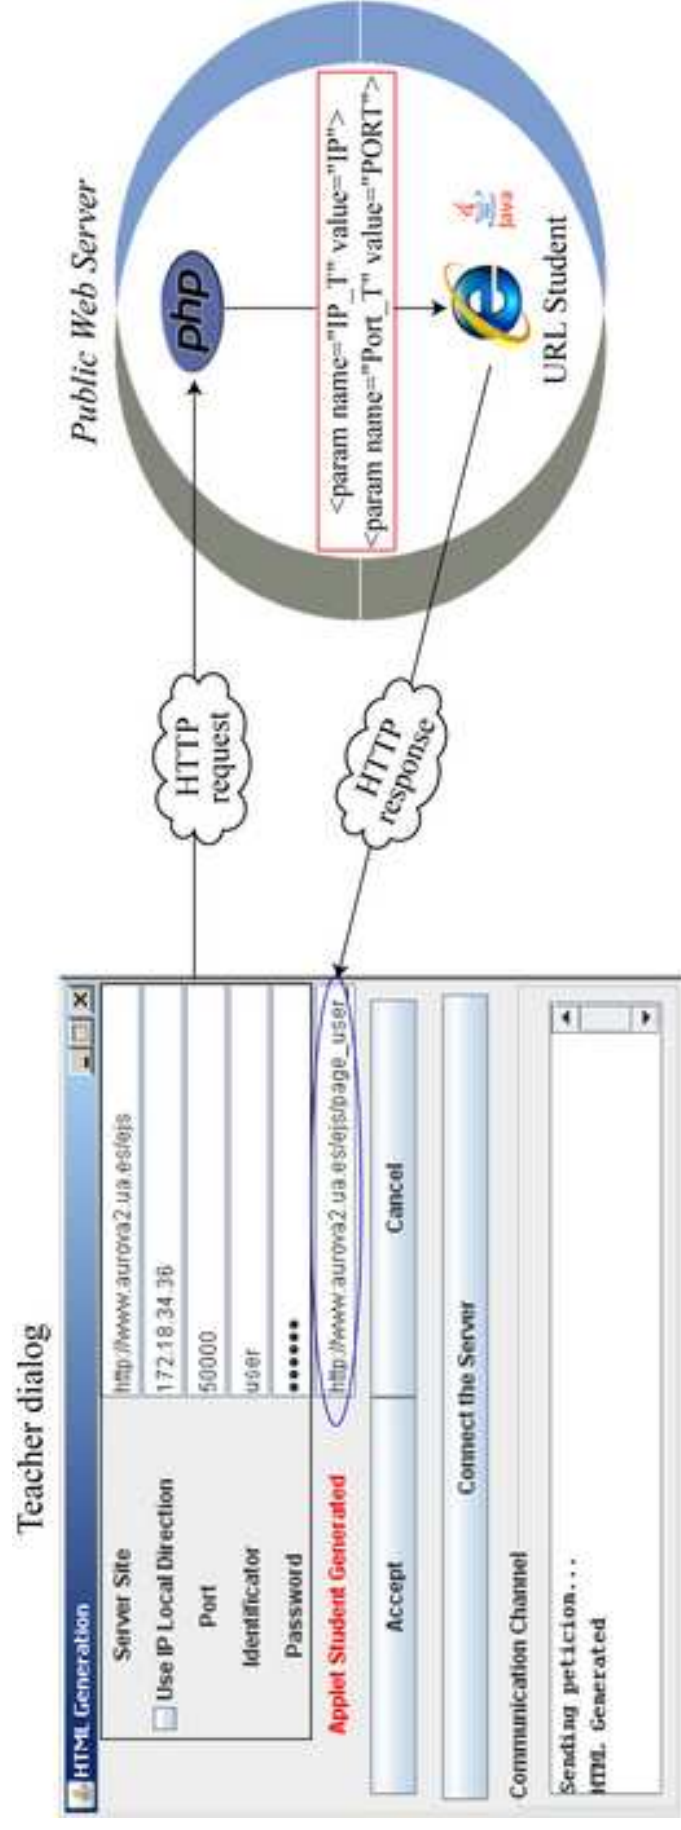 Teacher dialog
HTML Generation
Server Site
http://www.aurova2.ua.es/ejs
Use IP Local Direction
172.18.34.36
Port
50000
Identificator
user
Password
••••••
Applet Student Generated
http://www.aurova2.ua.es/ejs/page_user
Accept
Cancel
Connect the Server
Communication Channel
Sending peticion...
HTML Generated
HTTP
request
HTTP
response
Public Web Server
php
<param name="IP_T" value="IP">
<param name="Port_T" value="PORT">
Java
URL Student